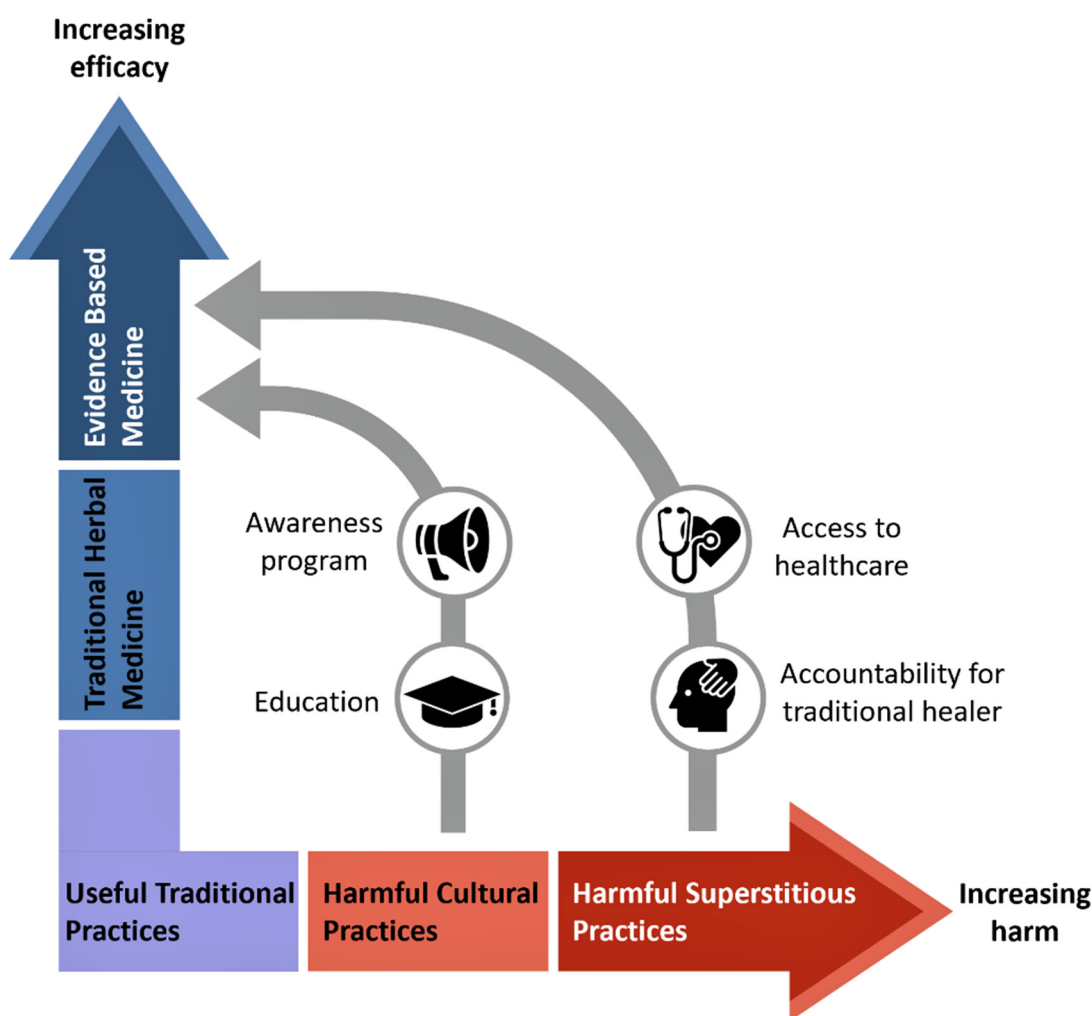 Increasing
efficacy
Evidence Based
Medicine
Traditional Herbal
Medicine
Awareness
program
Education
Access to
healthcare
Accountability for
traditional healer
Useful Traditional
Practices
Harmful Cultural
Practices
Harmful Superstitious
Practices
Increasing
harm